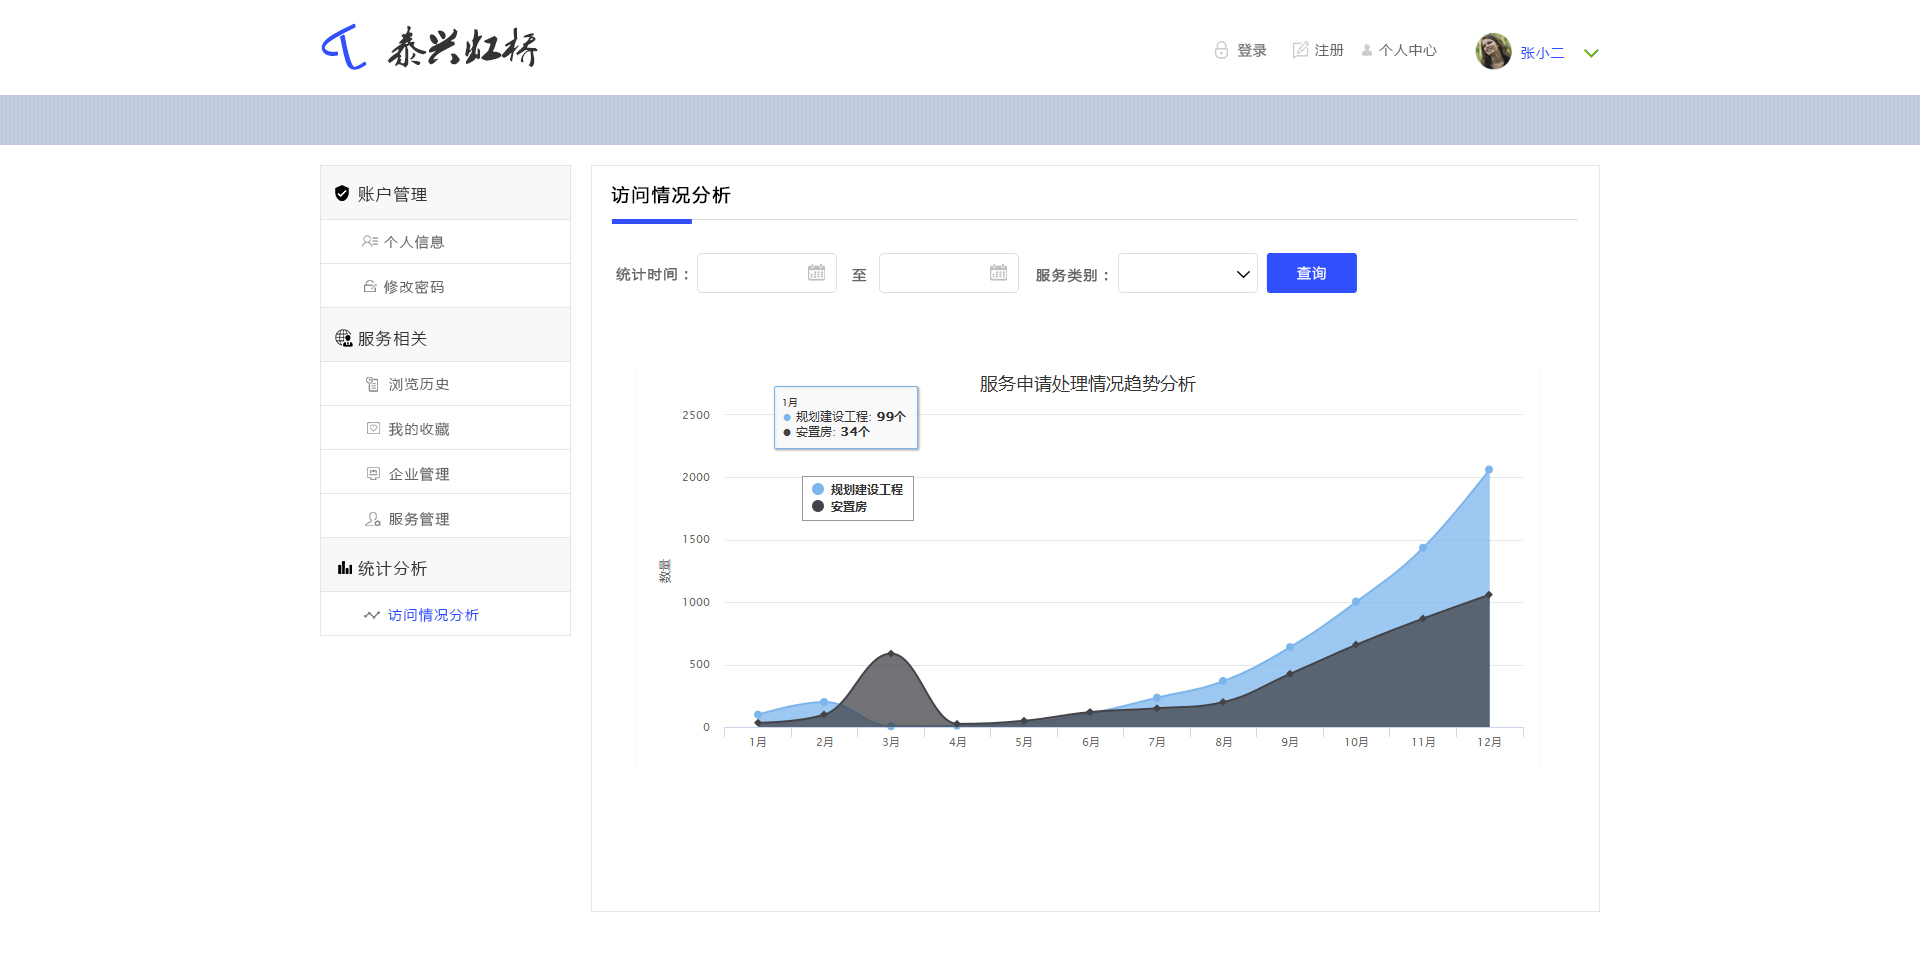 泰兴虹桥
登录 注册 个人中心 张小二
账户管理
个人信息
修改密码
服务相关
浏览历史
我的收藏
企业管理
服务管理
统计分析
访问情况分析
访问情况分析
统计时间： 至 服务类别： 查询
服务申请处理情况趋势分析
1月
规划建设工程: 99个
安置房: 34个
规划建设工程
安置房
数量
2500
2000
1500
1000
500
0
1月 2月 3月 4月 5月 6月 7月 8月 9月 10月 11月 12月